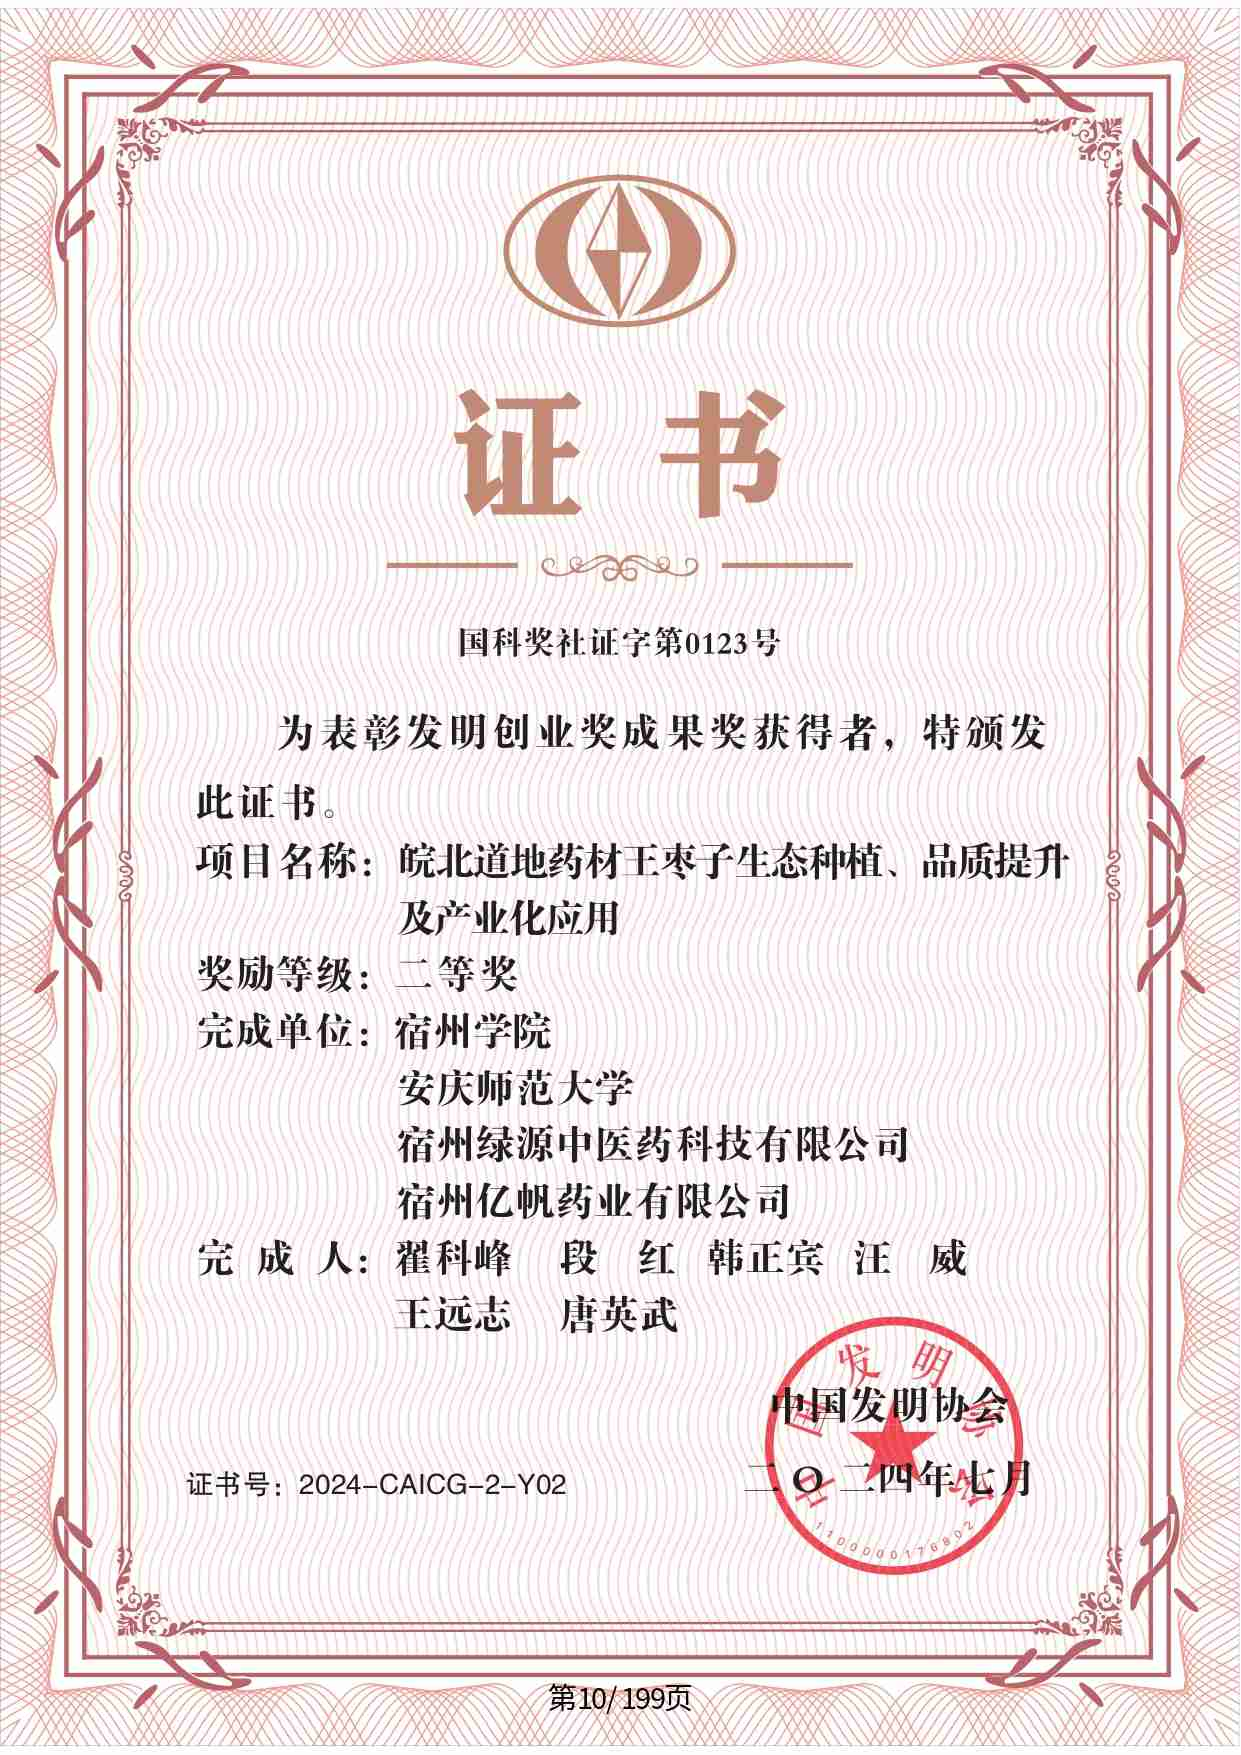 证书
国科奖社证字第0123号
为表彰发明创业奖成果奖获得者，特颁发
此证书。
项目名称：皖北道地药材王枣子生态种植、品质提升
及产业化应用
奖励等级：二等奖
完成单位：宿州学院
安庆师范大学
宿州绿源中医药科技有限公司
宿州亿帆药业有限公司
完成人：翟科峰 段红 韩正宾 汪威
王远志 唐英武
中国发明协会
中国发明协会
证书号：2024-CAICG-2-Y02
二〇二四年七月
1100000176802
第10/199页